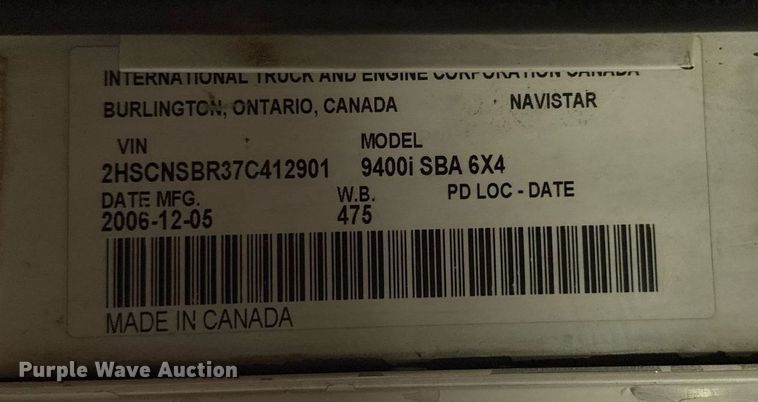 INTERNATIONAL TRUCK AND ENGINE CORPORATION CANADA
BURLINGTON, ONTARIO, CANADA NAVISTAR
VIN MODEL
2HSCNSBR37C412901 9400i SBA 6X4
DATE MFG. W.B. PD LOC - DATE
2006-12-05 475
MADE IN CANADA
Purple Wave Auction